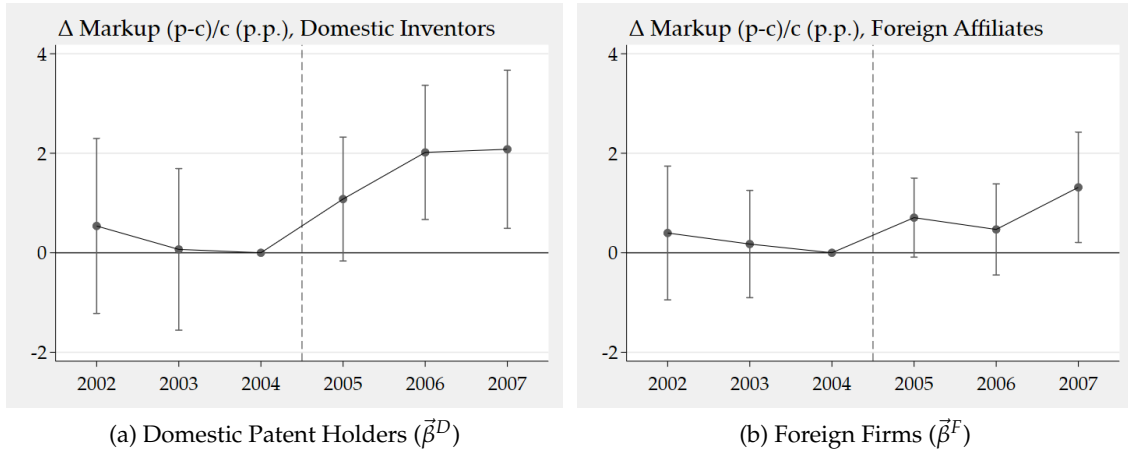 Δ Markup (p-c)/c (p.p.), Domestic Inventors
4
2
0
-2
2002 2003 2004 2005 2006 2007
(a) Domestic Patent Holders (β⃗^D)
Δ Markup (p-c)/c (p.p.), Foreign Affiliates
4
2
0
-2
2002 2003 2004 2005 2006 2007
(b) Foreign Firms (β⃗^F)